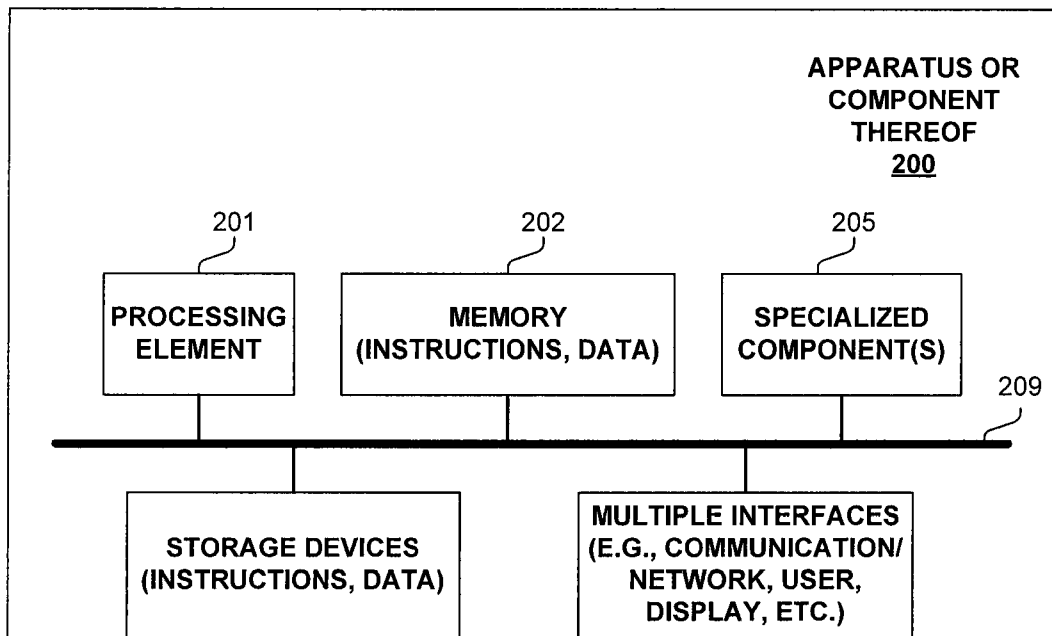 APPARATUS OR
COMPONENT
THEREOF
200
201
202
205
PROCESSING
ELEMENT
MEMORY
(INSTRUCTIONS, DATA)
SPECIALIZED
COMPONENT(S)
209
STORAGE DEVICES
(INSTRUCTIONS, DATA)
MULTIPLE INTERFACES
(E.G., COMMUNICATION/
NETWORK, USER,
DISPLAY, ETC.)